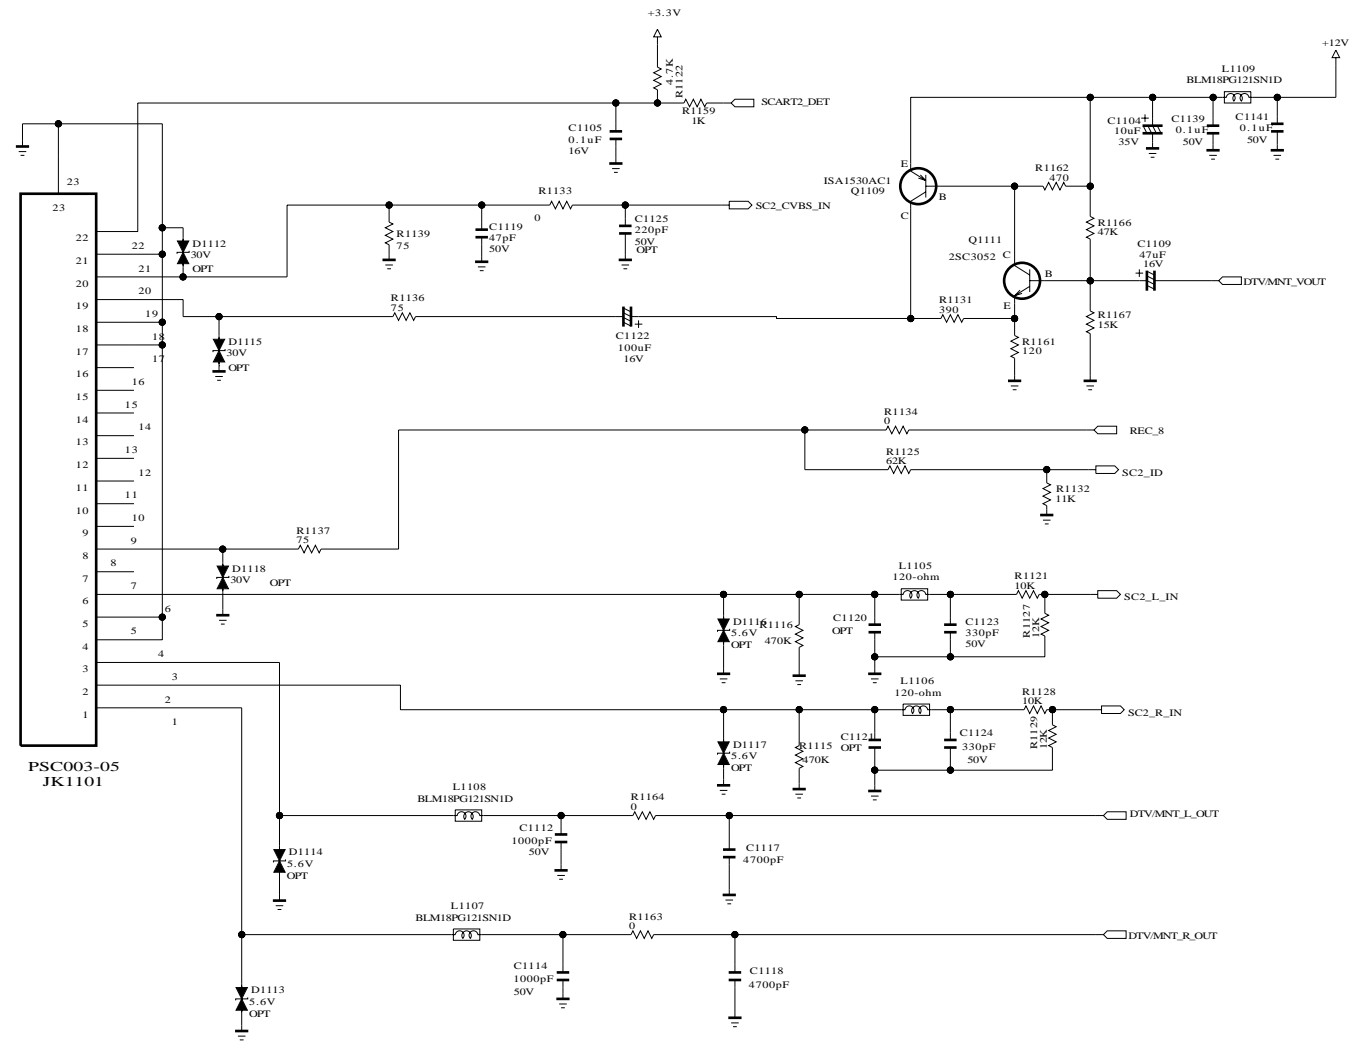 +3.3V
+12V
4.7K
R1122
SCART2_DET
R1159
1K
C1105
0.1uF
16V
L1109
BLM18PG121SN1D
C1104
+
10uF
35V
C1139
0.1uF
50V
C1141
0.1uF
50V
23
23
22
21
20
19
18
17
16
15
14
13
12
11
10
9
8
7
6
5
4
3
2
1
22
21
20
19
18
17
16
15
14
13
12
11
10
9
8
7
6
5
4
3
2
1
PSC003-05
JK1101
D1112
30V
OPT
R1133
0
SC2_CVBS_IN
R1139
75
C1119
47pF
50V
C1125
220pF
50V
OPT
E
ISA1530AC1
Q1109
B
C
R1162
470
R1166
47K
Q1111
2SC3052
C
B
E
C1109
47uF
16V
+
DTV/MNT_VOUT
R1136
75
D1115
30V
OPT
C1122
+
100uF
16V
R1131
390
R1161
120
R1167
15K
R1134
0
REC_8
R1125
62K
SC2_ID
R1132
11K
R1137
75
D1118
30V
OPT
L1105
120-ohm
R1121
10K
SC2_L_IN
D1116
5.6V
OPT
R1116
470K
C1120
OPT
C1123
330pF
50V
R1127
12K
L1106
120-ohm
R1128
10K
SC2_R_IN
D1117
5.6V
OPT
R1115
470K
C1121
OPT
C1124
330pF
50V
R1129
12K
L1108
BLM18PG121SN1D
R1164
0
DTV/MNT_L_OUT
D1114
5.6V
OPT
C1112
1000pF
50V
C1117
4700pF
L1107
BLM18PG121SN1D
R1163
0
DTV/MNT_R_OUT
D1113
5.6V
OPT
C1114
1000pF
50V
C1118
4700pF